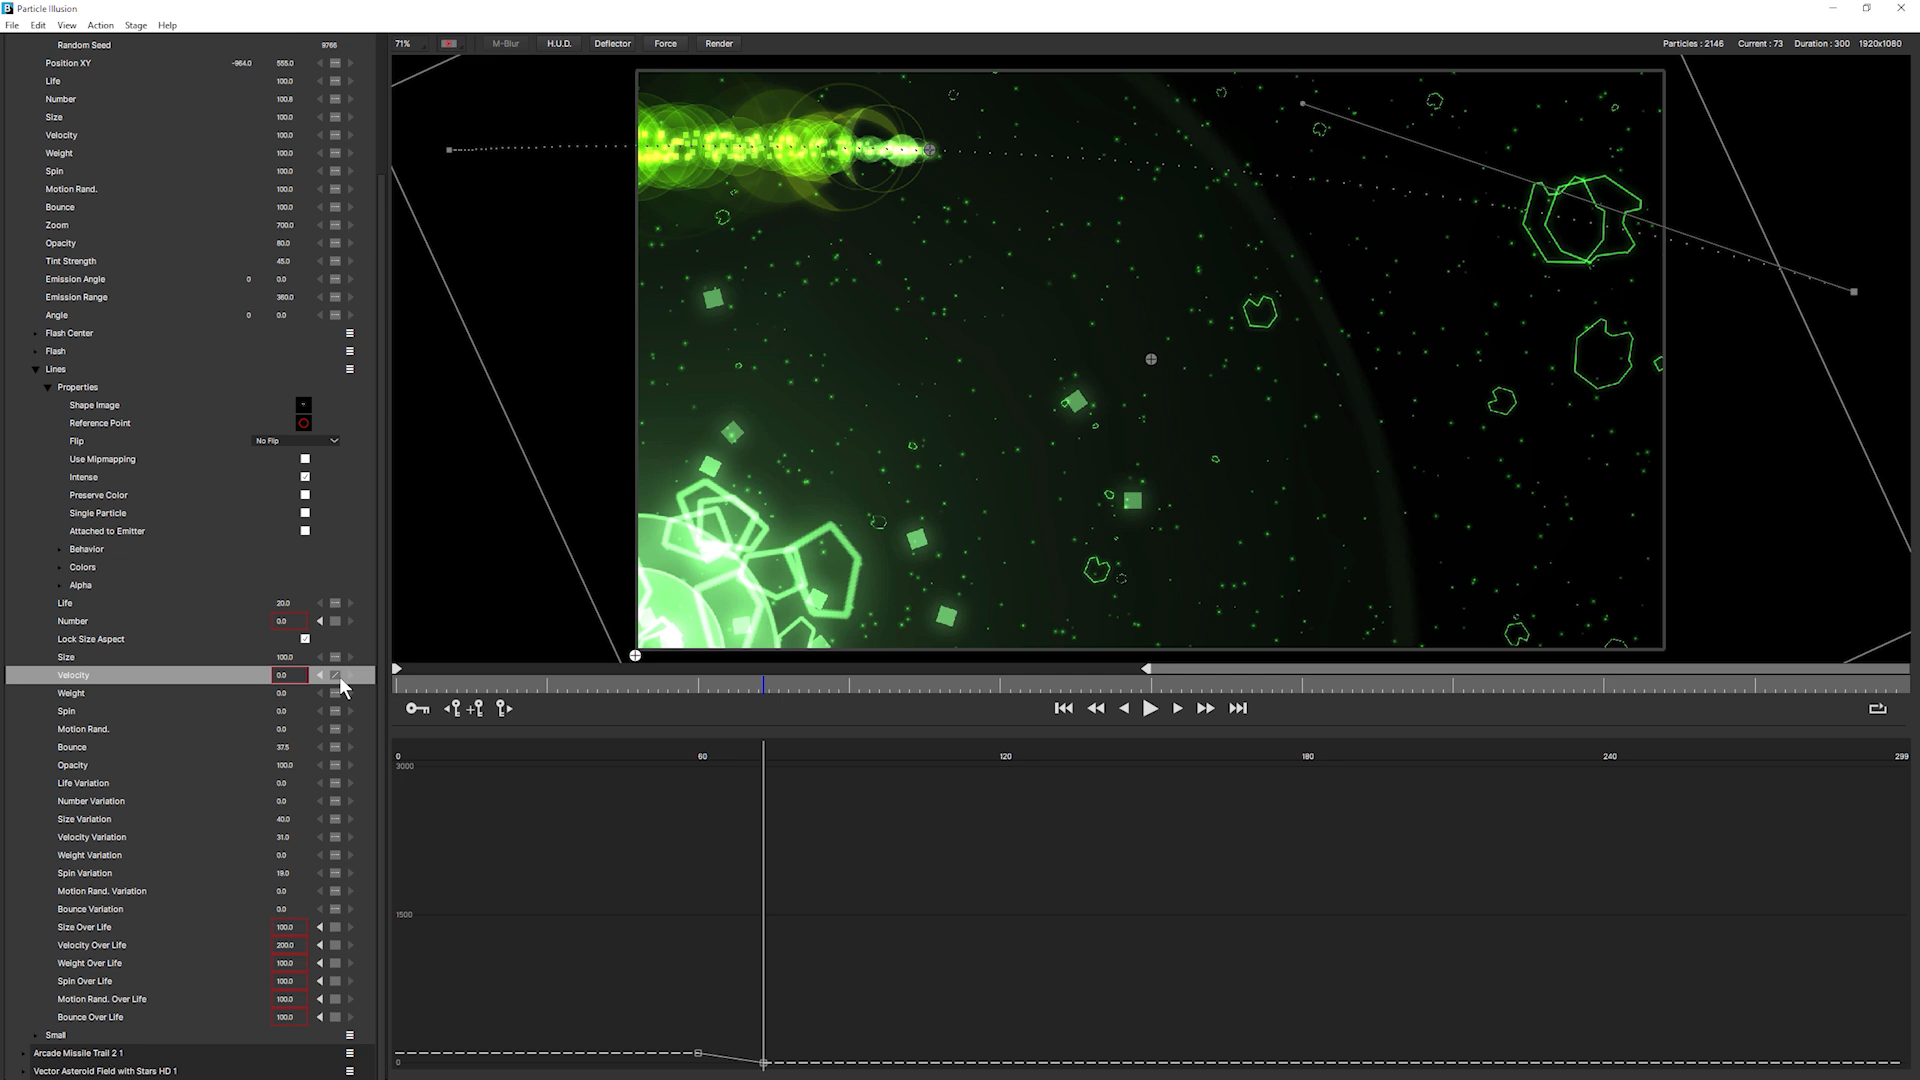 Particle Illusion
File Edit View Action Stage Help
71% M-Blur H.U.D. Deflector Force Render Particles : 2146 Current : 73 Duration : 300 1920x1080
Random Seed 9766
Position XY -964.0 555.0
Life 100.0
Number 100.8
Size 100.0
Velocity 100.0
Weight 100.0
Spin 100.0
Motion Rand. 100.0
Bounce 100.0
Zoom 700.0
Opacity 80.0
Tint Strength 45.0
Emission Angle 0 0.0
Emission Range 360.0
Angle 0 0.0
Flash Center
Flash
Lines
Properties
Shape Image
Reference Point
Flip No Flip
Use Mipmapping
Intense
Preserve Color
Single Particle
Attached to Emitter
Behavior
Colors
Alpha
Life 20.0
Number 0.0
Lock Size Aspect
Size 100.0
Velocity 0.0
Weight 0.0
Spin 0.0
Motion Rand. 0.0
Bounce 37.5
Opacity 100.0
Life Variation 0.0
Number Variation 0.0
Size Variation 40.0
Velocity Variation 31.0
Weight Variation 0.0
Spin Variation 19.0
Motion Rand. Variation 0.0
Bounce Variation 0.0
Size Over Life 100.0
Velocity Over Life 200.0
Weight Over Life 100.0
Spin Over Life 100.0
Motion Rand. Over Life 100.0
Bounce Over Life 100.0
Small
Arcade Missile Trail 2 1
Vector Asteroid Field with Stars HD 1
0 60 120 180 240 299
3000
1500
0